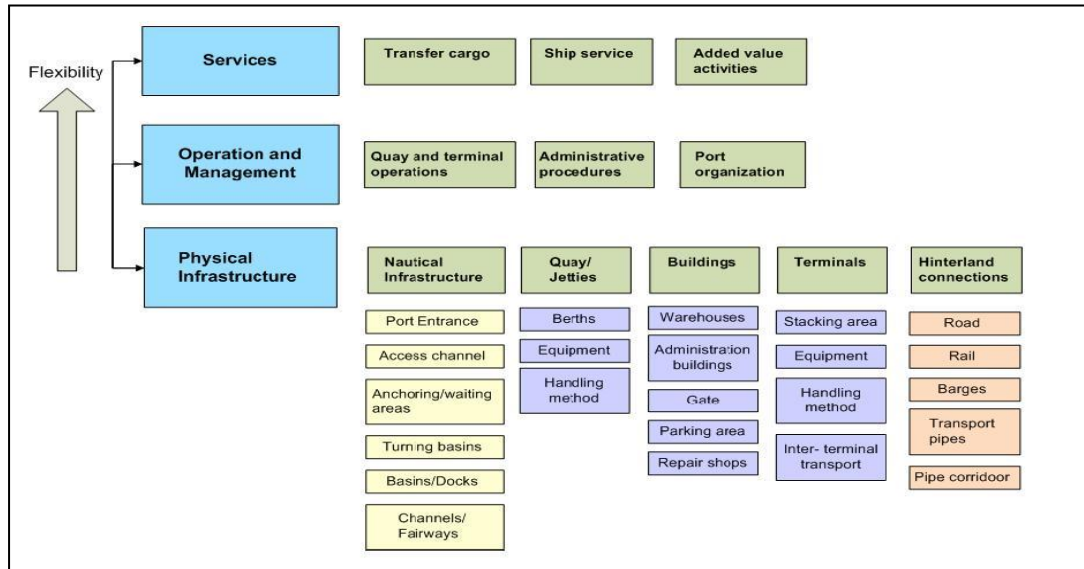 Flexibility
Services
Transfer cargo
Ship service
Added value
activities
Operation and
Management
Quay and terminal
operations
Administrative
procedures
Port
organization
Physical
Infrastructure
Nautical
Infrastructure
Quay/
Jetties
Buildings
Terminals
Hinterland
connections
Port Entrance
Access channel
Anchoring/waiting
areas
Turning basins
Basins/Docks
Channels/
Fairways
Berths
Equipment
Handling
method
Warehouses
Administration
buildings
Gate
Parking area
Repair shops
Stacking area
Equipment
Handling
method
Inter- terminal
transport
Road
Rail
Barges
Transport
pipes
Pipe corridoor